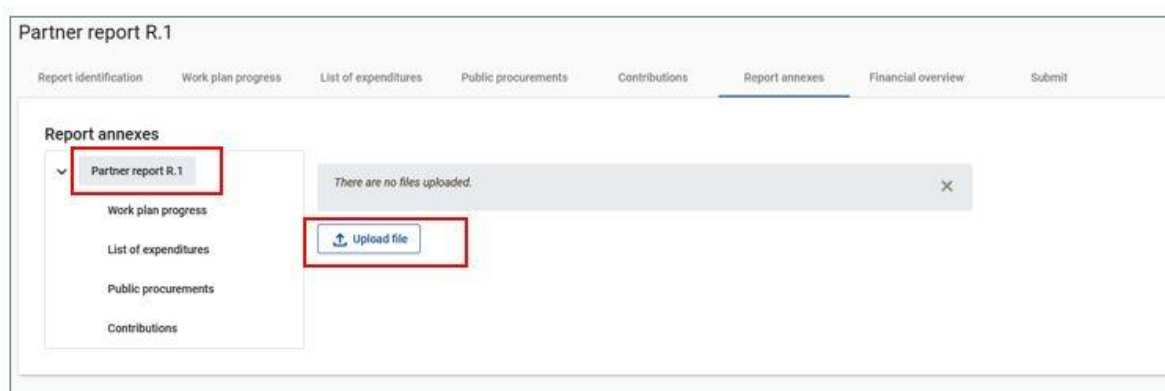 Partner report R.1
Report identification Work plan progress List of expenditures Public procurements Contributions Report annexes Financial overview Submit
Report annexes
Partner report R.1
There are no files uploaded.
Work plan progress
Upload file
List of expenditures
Public procurements
Contributions